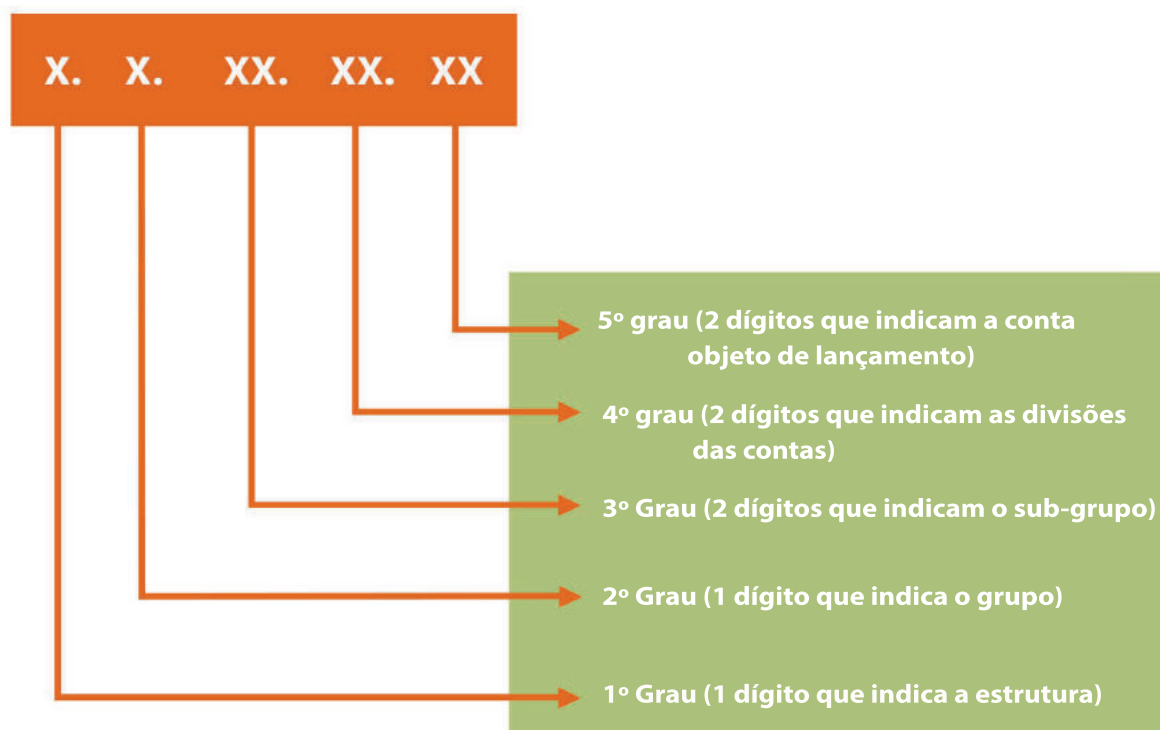 X. X. XX. XX. XX
5º grau (2 dígitos que indicam a conta
objeto de lançamento)
4º grau (2 dígitos que indicam as divisões
das contas)
3º Grau (2 dígitos que indicam o sub-grupo)
2º Grau (1 dígito que indica o grupo)
1º Grau (1 dígito que indica a estrutura)